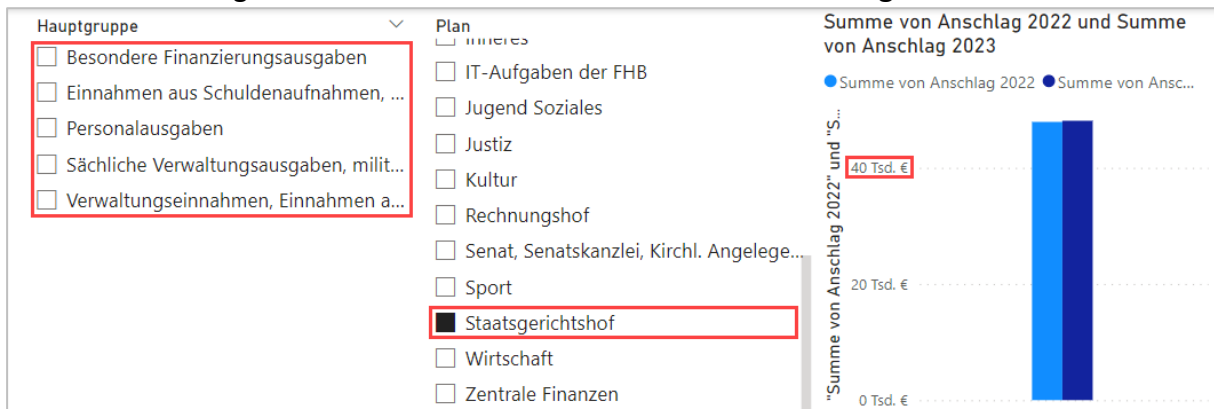 Hauptgruppe
Besondere Finanzierungsausgaben
Einnahmen aus Schuldenaufnahmen, ...
Personalausgaben
Sächliche Verwaltungsausgaben, milit...
Verwaltungseinnahmen, Einnahmen a...
Plan
Inneres
IT-Aufgaben der FHB
Jugend Soziales
Justiz
Kultur
Rechnungshof
Senat, Senatskanzlei, Kirchl. Angelege...
Sport
Staatsgerichtshof
Wirtschaft
Zentrale Finanzen
Summe von Anschlag 2022 und Summe
von Anschlag 2023
Summe von Anschlag 2022 Summe von Ansc...
"Summe von Anschlag 2022" und "S...
40 Tsd. €
20 Tsd. €
0 Tsd. €